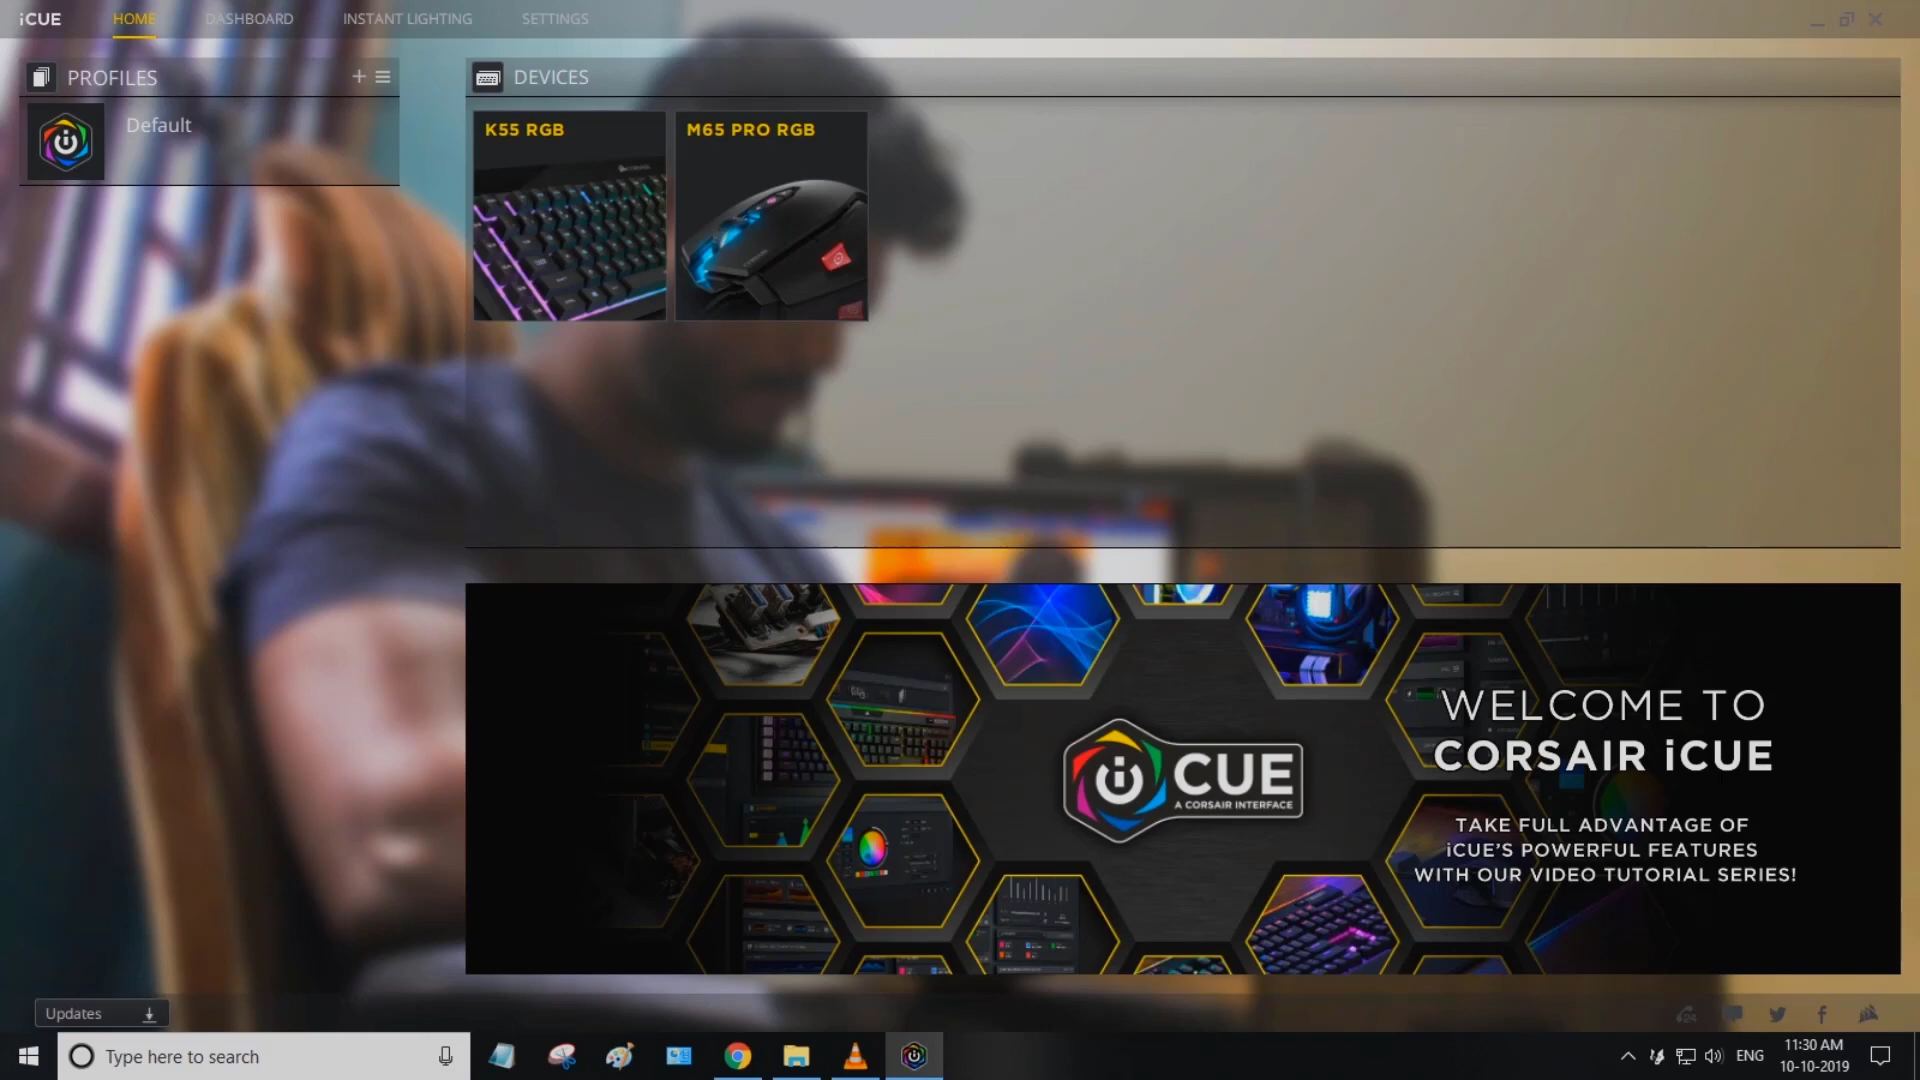 iCUE
HOME
DASHBOARD
INSTANT LIGHTING
SETTINGS
PROFILES
DEVICES
Default
K55 RGB
M65 PRO RGB
CUE
A CORSAIR INTERFACE
WELCOME TO
CORSAIR iCUE
TAKE FULL ADVANTAGE OF
iCUE'S POWERFUL FEATURES
WITH OUR VIDEO TUTORIAL SERIES!
Updates
Type here to search
ENG
11:30 AM
10-10-2019